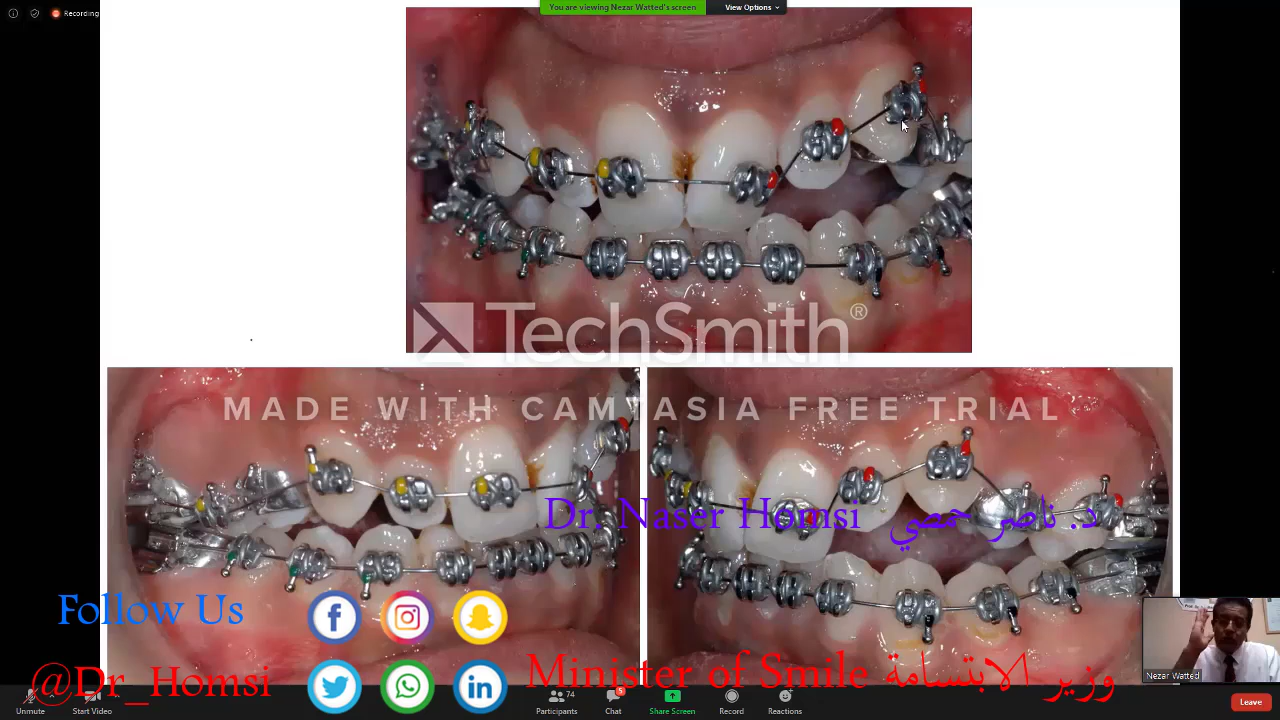 Recording
You are viewing Nezar Watted's screen
View Options
TechSmith®
MADE WITH CAMTASIA FREE TRIAL
Dr. Naser Homsi د. ناصر حمصي
Follow Us
@Dr_Homsi
Minister of Smile وزير الابتسامة
Nezar Watted
Unmute
Start Video
Participants
74
Chat
5
Share Screen
Record
Reactions
Leave